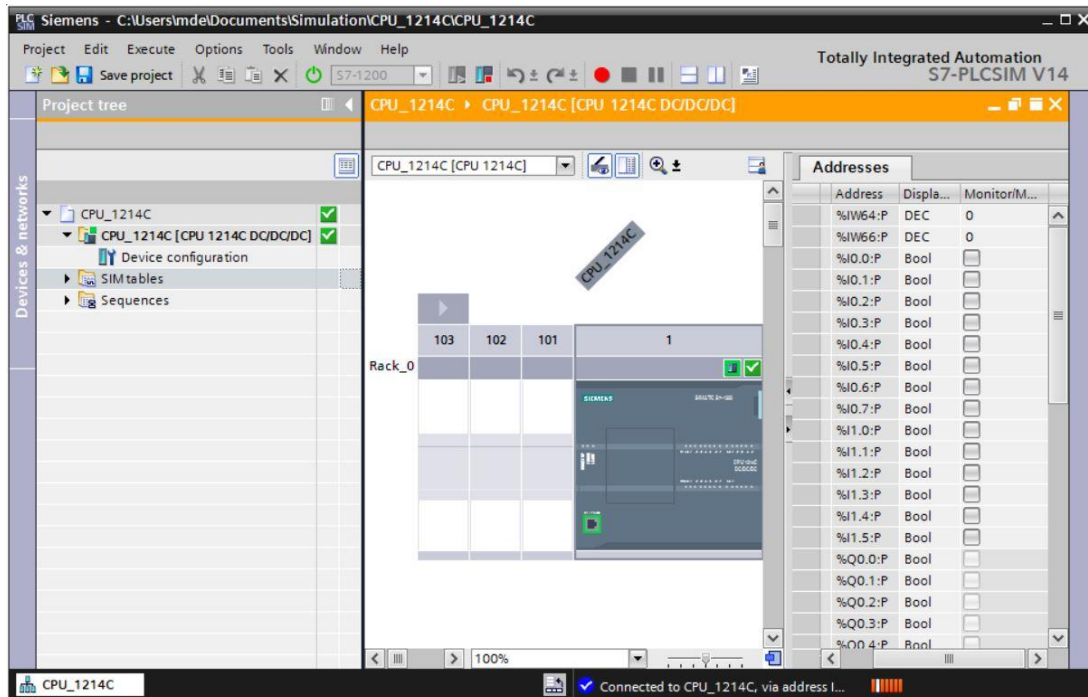 PLC SIM Siemens - C:\Users\mde\Documents\Simulation\CPU_1214C\CPU_1214C
Project Edit Execute Options Tools Window Help
Totally Integrated Automation
S7-PLCSIM V14
Save project S7-1200
Project tree
CPU_1214C CPU_1214C [CPU 1214C DC/DC/DC]
Devices & networks
CPU_1214C
CPU_1214C [CPU 1214C DC/DC/DC]
Device configuration
SIM tables
Sequences
CPU_1214C [CPU 1214C]
CPU_1214C
103 102 101 1
Rack_0
SIEMENS
Addresses
Address Displa... Monitor/M...
%IW64:P DEC 0
%IW66:P DEC 0
%I0.0:P Bool
%I0.1:P Bool
%I0.2:P Bool
%I0.3:P Bool
%I0.4:P Bool
%I0.5:P Bool
%I0.6:P Bool
%I0.7:P Bool
%I1.0:P Bool
%I1.1:P Bool
%I1.2:P Bool
%I1.3:P Bool
%I1.4:P Bool
%I1.5:P Bool
%Q0.0:P Bool
%Q0.1:P Bool
%Q0.2:P Bool
%Q0.3:P Bool
%Q0.4:P Bool
100%
CPU_1214C
Connected to CPU_1214C, via address I...